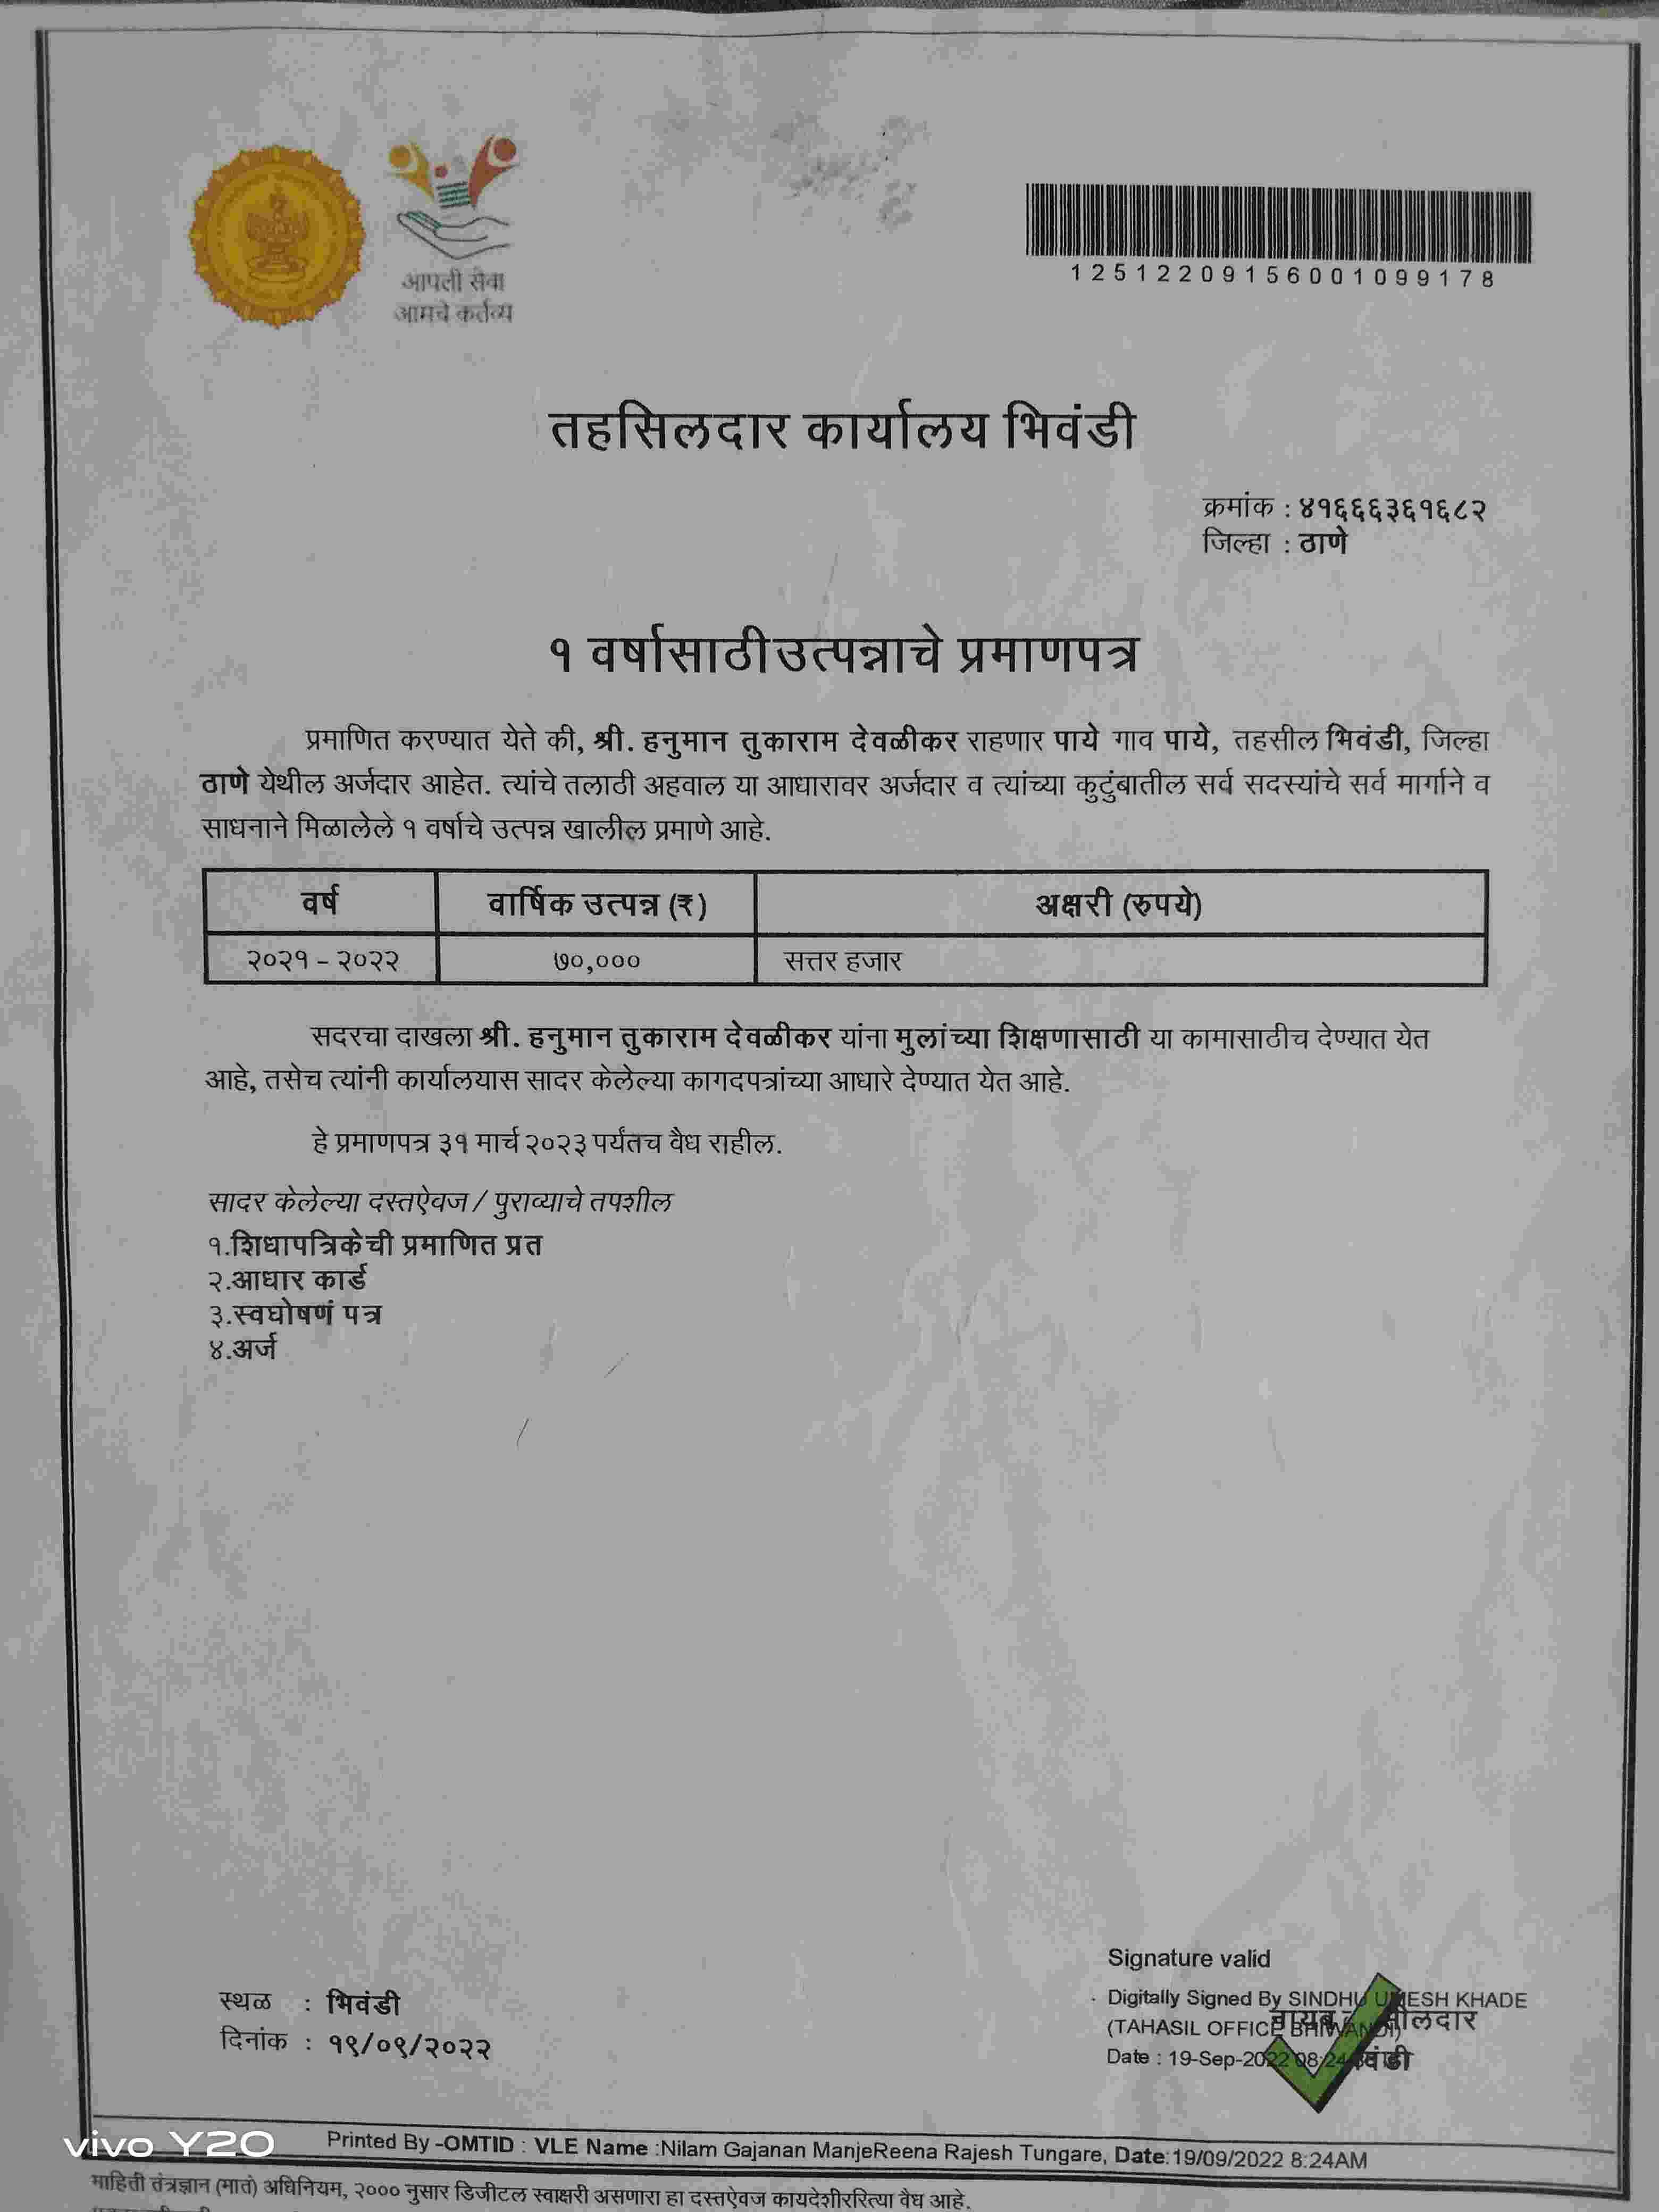 आपली सेवा
आमचे कर्तव्य
12512209156001099178
तहसिलदार कार्यालय भिवंडी
क्रमांक : ४१६६६३६१६८२
जिल्हा : ठाणे
१ वर्षासाठी उत्पन्नाचे प्रमाणपत्र
प्रमाणित करण्यात येते की, श्री. हनुमान तुकाराम देवळीकर राहणार पाये गाव पाये, तहसील भिवंडी, जिल्हा
ठाणे येथील अर्जदार आहेत. त्यांचे तलाठी अहवाल या आधारावर अर्जदार व त्यांच्या कुटुंबातील सर्व सदस्यांचे सर्व मार्गाने व
साधनाने मिळालेले १ वर्षाचे उत्पन्न खालील प्रमाणे आहे.
वर्ष वार्षिक उत्पन्न (₹) अक्षरी (रुपये)
२०२१ - २०२२ ७०,००० सत्तर हजार
सदरचा दाखला श्री. हनुमान तुकाराम देवळीकर यांना मुलांच्या शिक्षणासाठी या कामासाठीच देण्यात येत
आहे, तसेच त्यांनी कार्यालयास सादर केलेल्या कागदपत्रांच्या आधारे देण्यात येत आहे.
हे प्रमाणपत्र ३१ मार्च २०२३ पर्यंतच वैध राहील.
सादर केलेल्या दस्तऐवज / पुराव्याचे तपशील
१.शिधापत्रिकेची प्रमाणित प्रत
२.आधार कार्ड
३.स्वघोषणं पत्र
४.अर्ज
Signature valid
स्थळ : भिवंडी
Digitally Signed By SINDHU UMESH KHADE
नायब
(TAHASIL OFFICE BHIWANDI)
दिनांक : १९/०९/२०२२
Date : 19-Sep-2022 08:24
vivo Y20
Printed By -OMTID : VLE Name :Nilam Gajanan ManjeReena Rajesh Tungare, Date:19/09/2022 8:24AM
माहिती तंत्रज्ञान (मातं) अधिनियम, २००० नुसार डिजीटल स्वाक्षरी असणारा हा दस्तऐवज कायदेशीररित्या वैध आहे.